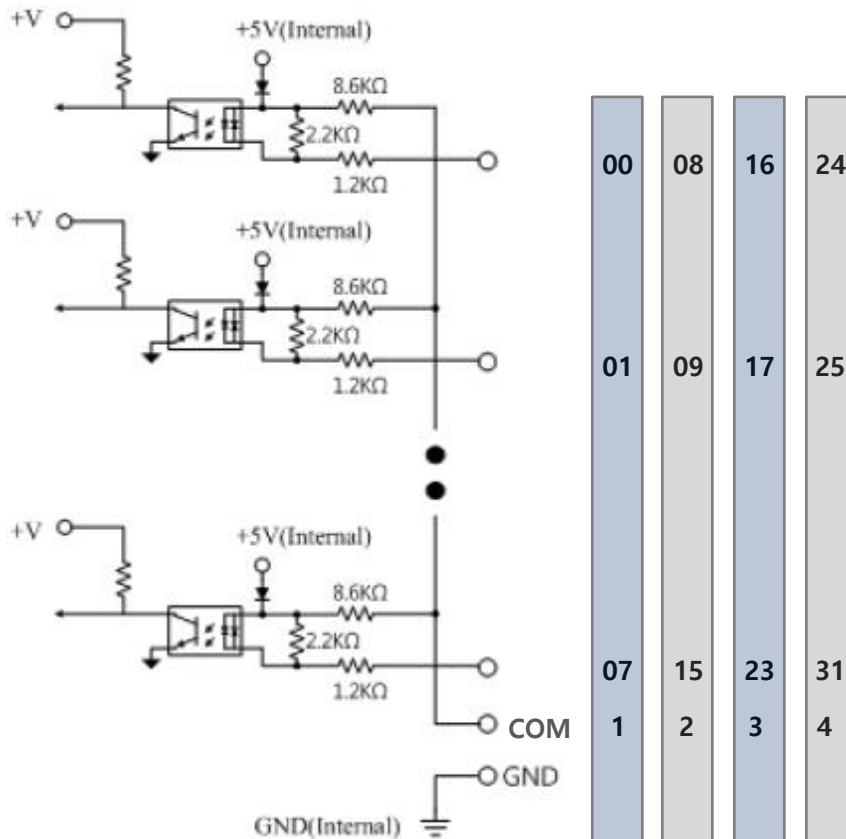 +V
+5V(Internal)
8.6KΩ
2.2KΩ
1.2KΩ
00 08 16 24
+V
+5V(Internal)
8.6KΩ
2.2KΩ
1.2KΩ
01 09 17 25
+V
+5V(Internal)
8.6KΩ
2.2KΩ
1.2KΩ
07 15 23 31
COM 1 2 3 4
GND
GND(Internal)